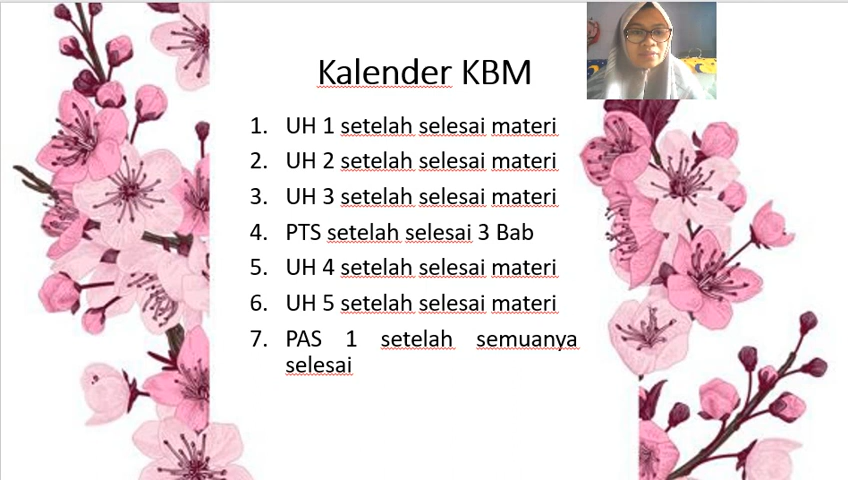 Kalender KBM
1. UH 1 setelah selesai materi
2. UH 2 setelah selesai materi
3. UH 3 setelah selesai materi
4. PTS setelah selesai 3 Bab
5. UH 4 setelah selesai materi
6. UH 5 setelah selesai materi
7. PAS 1 setelah semuanya
selesai